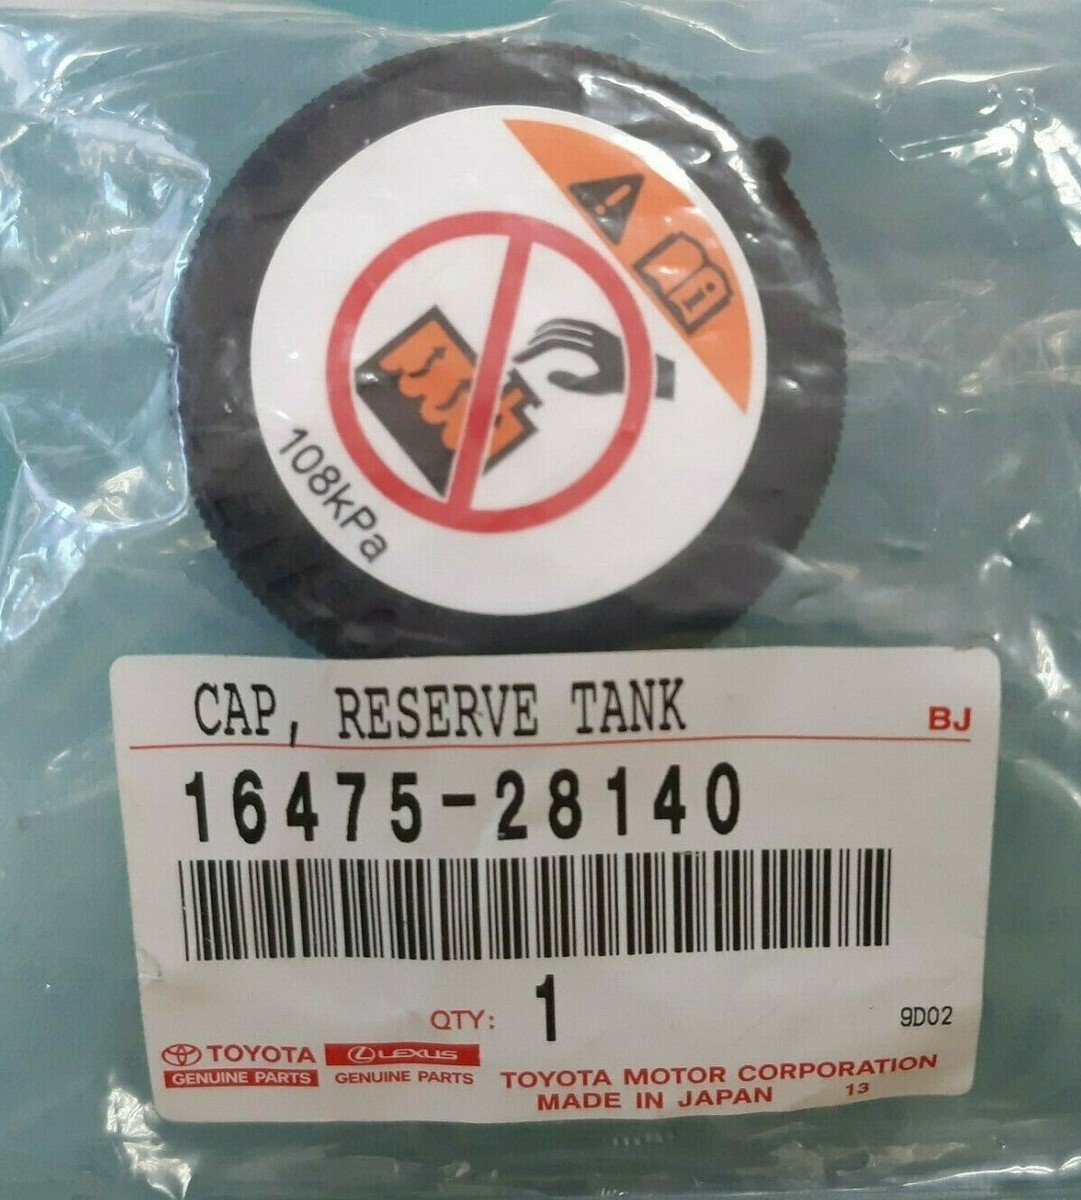 108kPa
CAP, RESERVE TANK
BJ
16475-28140
QTY: 1
9D02
TOYOTA
GENUINE PARTS
LEXUS
GENUINE PARTS
TOYOTA MOTOR CORPORATION
MADE IN JAPAN 13